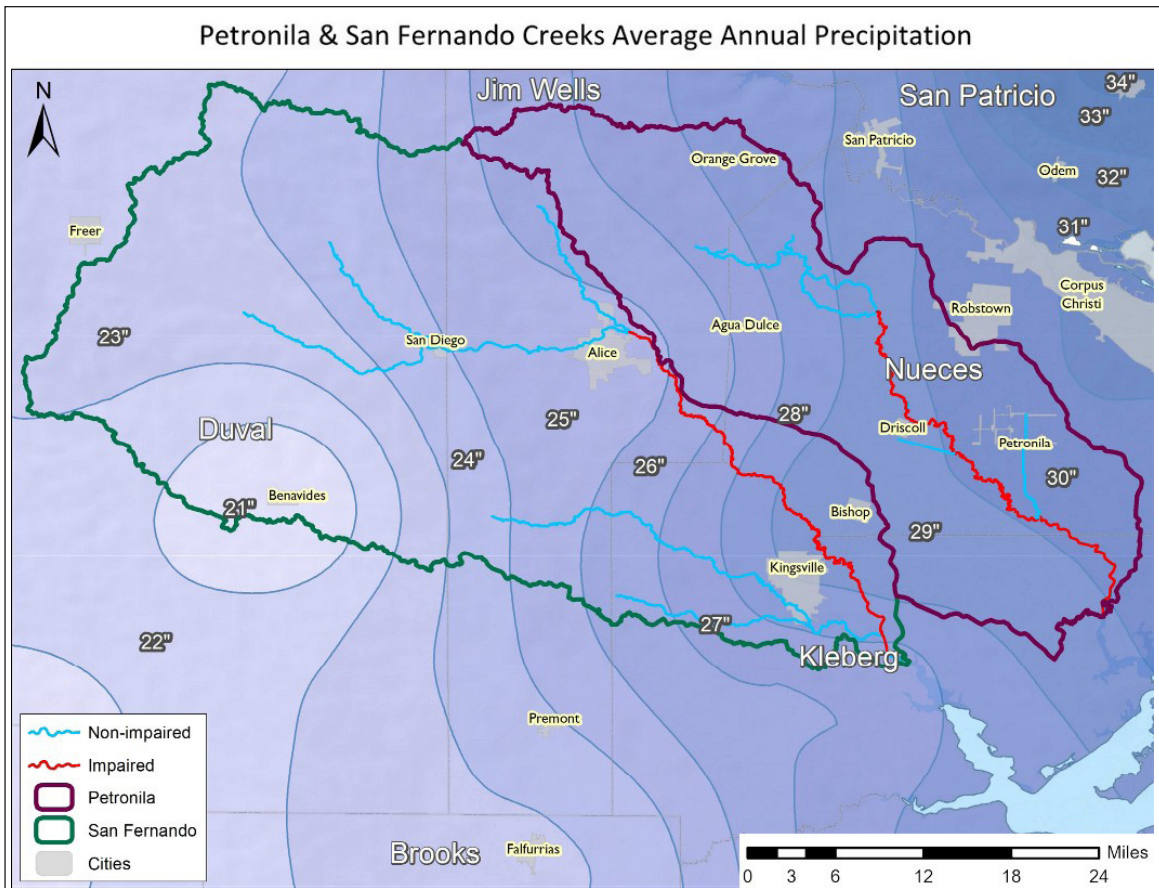 Petronila & San Fernando Creeks Average Annual Precipitation
N
Jim Wells
San Patricio
34"
33"
San Patricio
Orange Grove
Odem
32"
31"
Freer
Corpus
Christi
Robstown
23"
San Diego
Alice
Agua Dulce
Nueces
Duval
25"
28"
Driscoll
Petronila
24"
26"
30"
21"
Benavides
Bishop
29"
Kingsville
27"
22"
Kleberg
Premont
Brooks
Falfurrias
Non-impaired
Impaired
Petronila
San Fernando
Cities
Miles
0 3 6 12 18 24